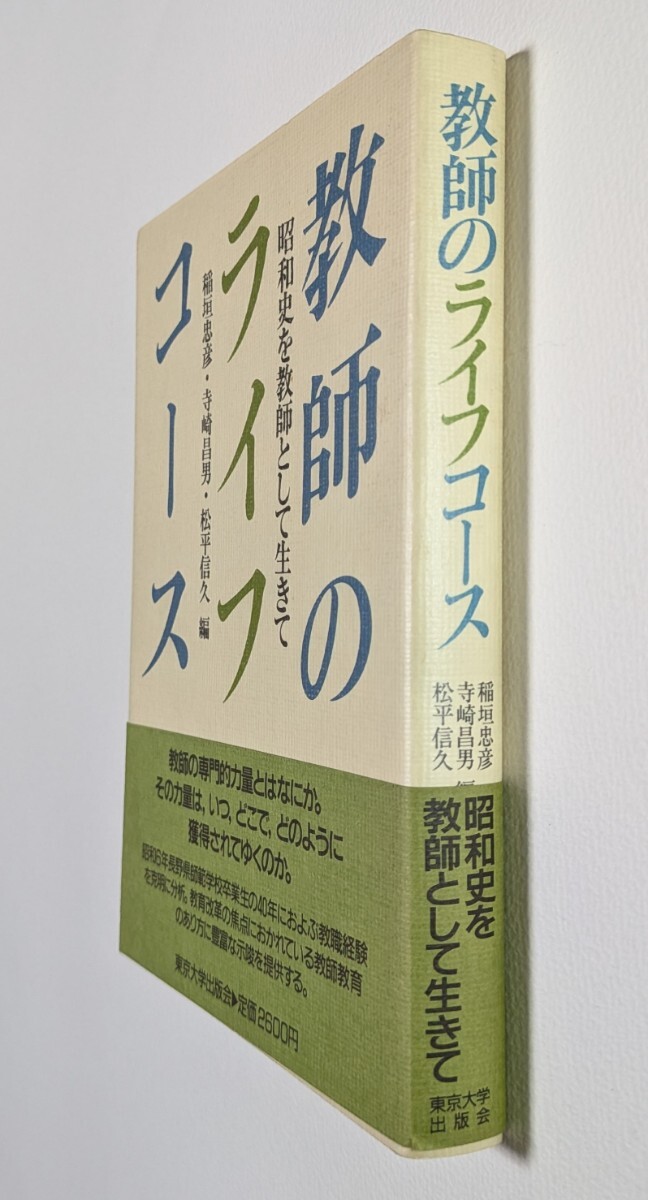 教師の
ライフ
コース
昭和史を教師として生きて
稲垣忠彦・寺崎昌男・松平信久 編
教師の専門的力量とはなにか。
その力量は，いつ，どこで，どのように
獲得されてゆくのか。
昭和6年長野県師範学校卒業生の40年におよぶ教職経験
を克明に分析。教育改革の焦点におかれている教師教育
のあり方に豊富な示唆を提供する。
東京大学出版会▶定価2600円
教師のライフコース
稲垣忠彦
寺崎昌男
松平信久
編
昭和史を
教師として生きて
東京大学
出版会